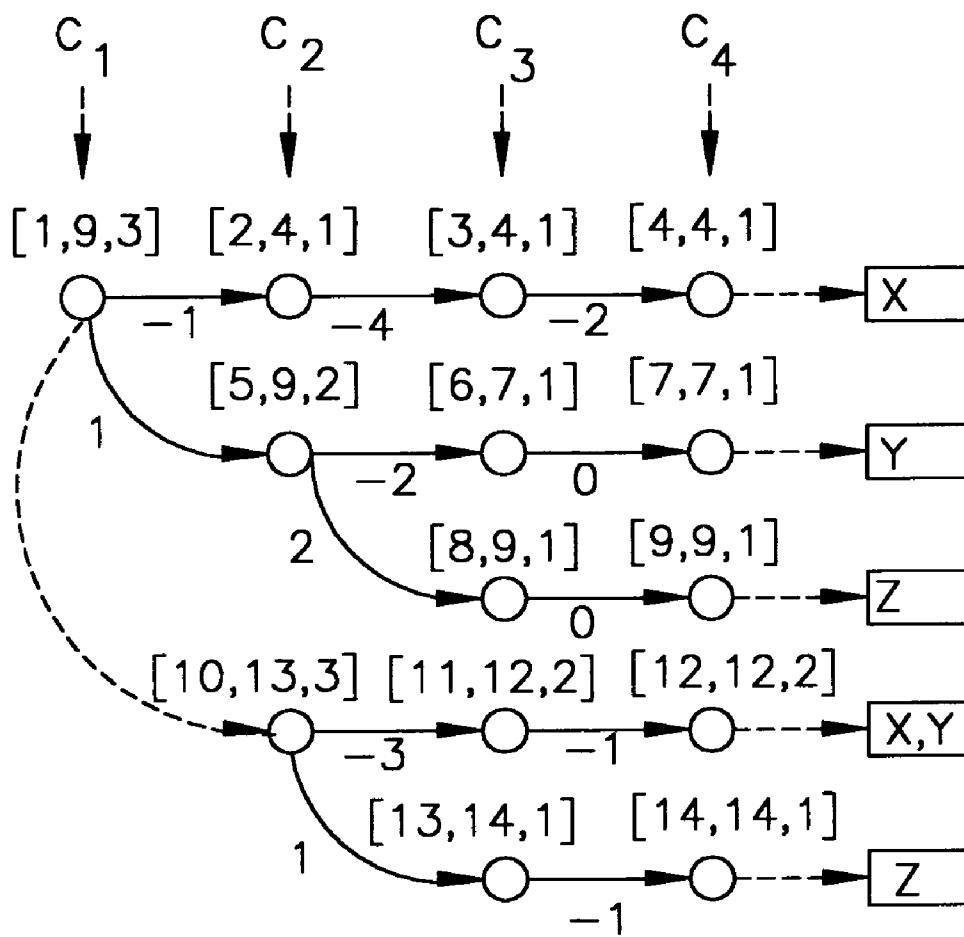 C1 C2 C3 C4
[1,9,3] [2,4,1] [3,4,1] [4,4,1]
-1 -4 -2 X
[5,9,2] [6,7,1] [7,7,1]
1 -2 0 Y
2 [8,9,1] [9,9,1]
0 Z
[10,13,3] [11,12,2] [12,12,2]
-3 -1 X,Y
1 [13,14,1] [14,14,1]
-1 Z